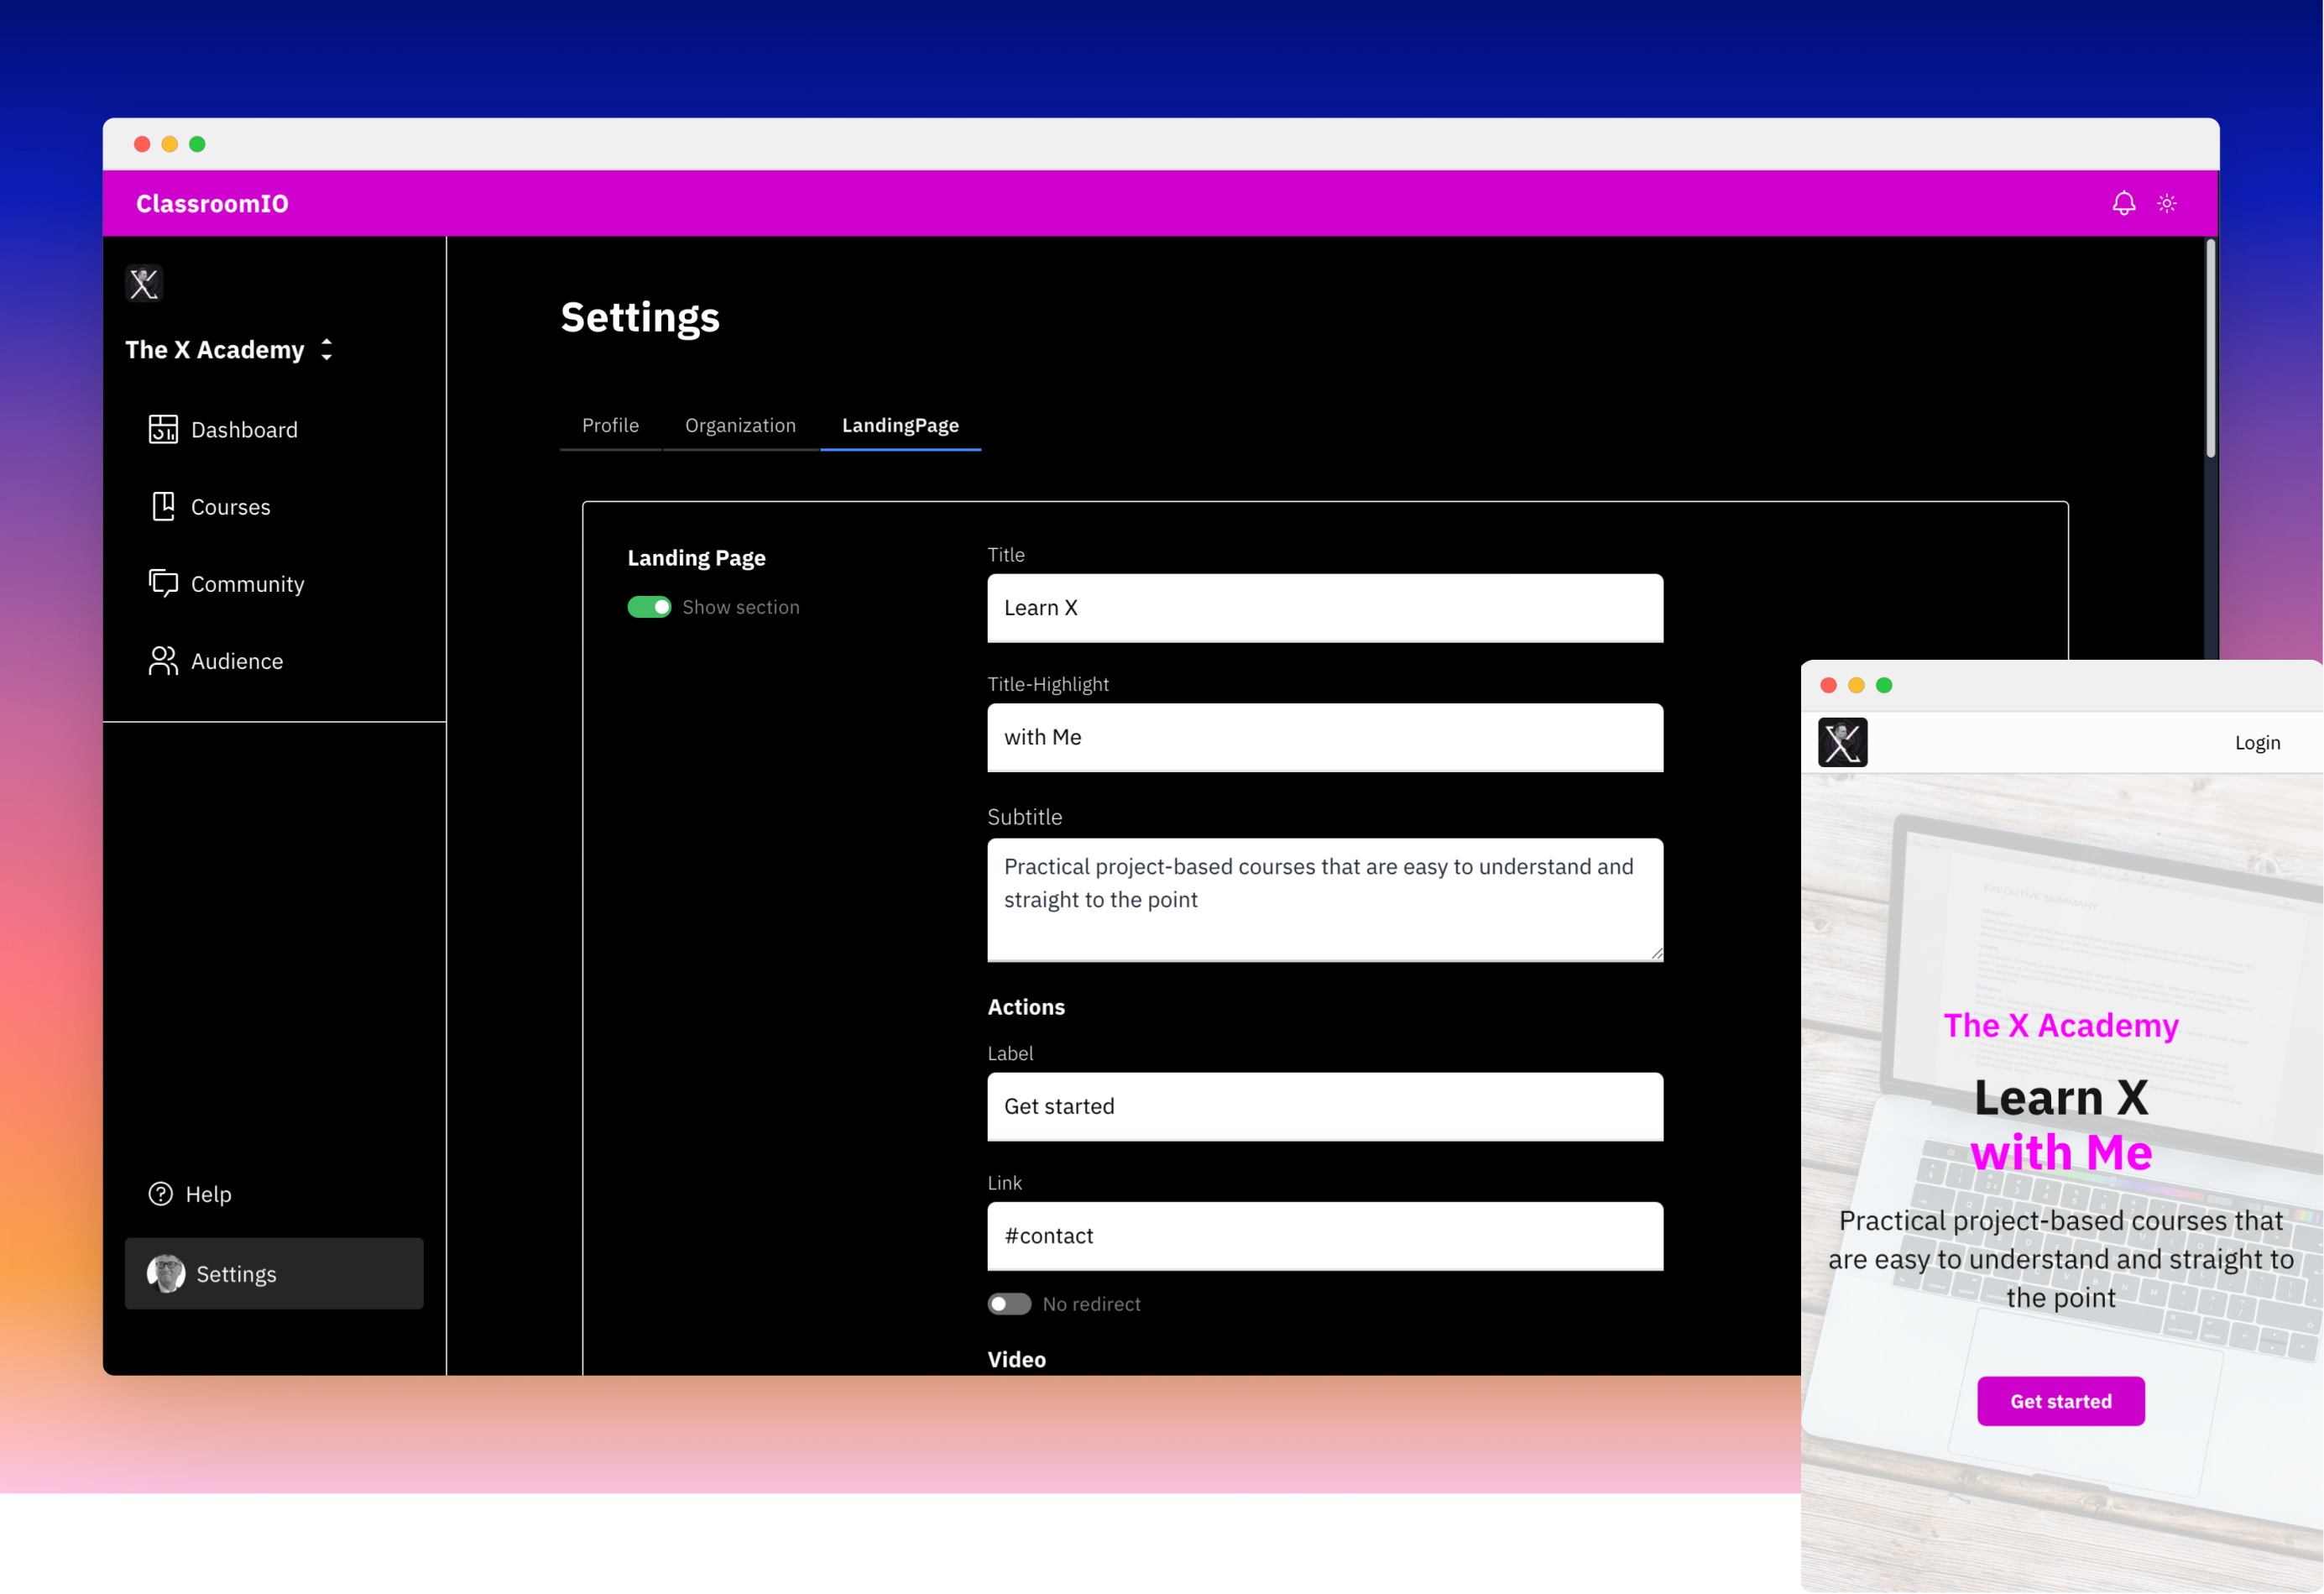 ClassroomIO
The X Academy
Dashboard
Courses
Community
Audience
Help
Settings
Settings
Profile
Organization
LandingPage
Landing Page
Show section
Title
Learn X
Title-Highlight
with Me
Subtitle
Practical project-based courses that are easy to understand and
straight to the point
Actions
Label
Get started
Link
#contact
No redirect
Video
X
Login
EXECUTIVE SUMMARY
The X Academy
Learn X
with Me
Practical project-based courses that
are easy to understand and straight to
the point
Get started